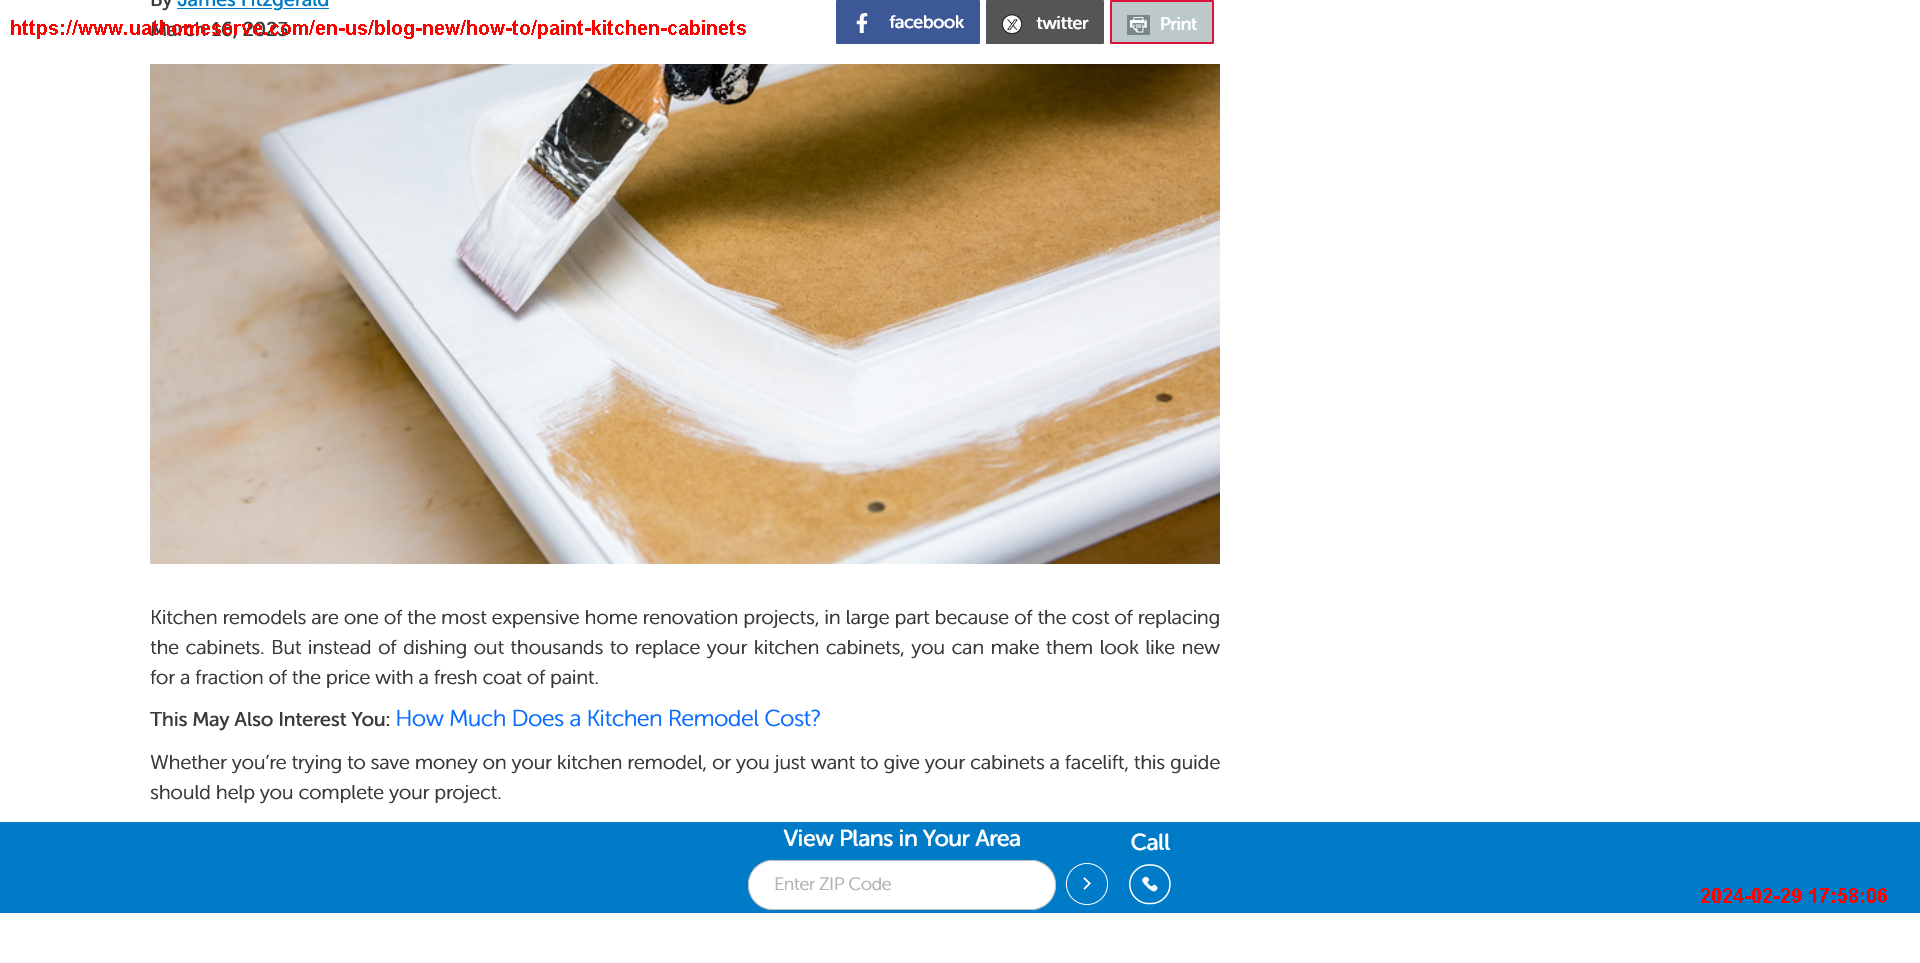 By James Fitzgerald
March 16, 2023
https://www.uat.homeserve.com/en-us/blog-new/how-to/paint-kitchen-cabinets
facebook
twitter
Print
Kitchen remodels are one of the most expensive home renovation projects, in large part because of the cost of replacing
the cabinets. But instead of dishing out thousands to replace your kitchen cabinets, you can make them look like new
for a fraction of the price with a fresh coat of paint.
This May Also Interest You: How Much Does a Kitchen Remodel Cost?
Whether you’re trying to save money on your kitchen remodel, or you just want to give your cabinets a facelift, this guide
should help you complete your project.
View Plans in Your Area
Call
Enter ZIP Code
2024-02-29 17:58:06